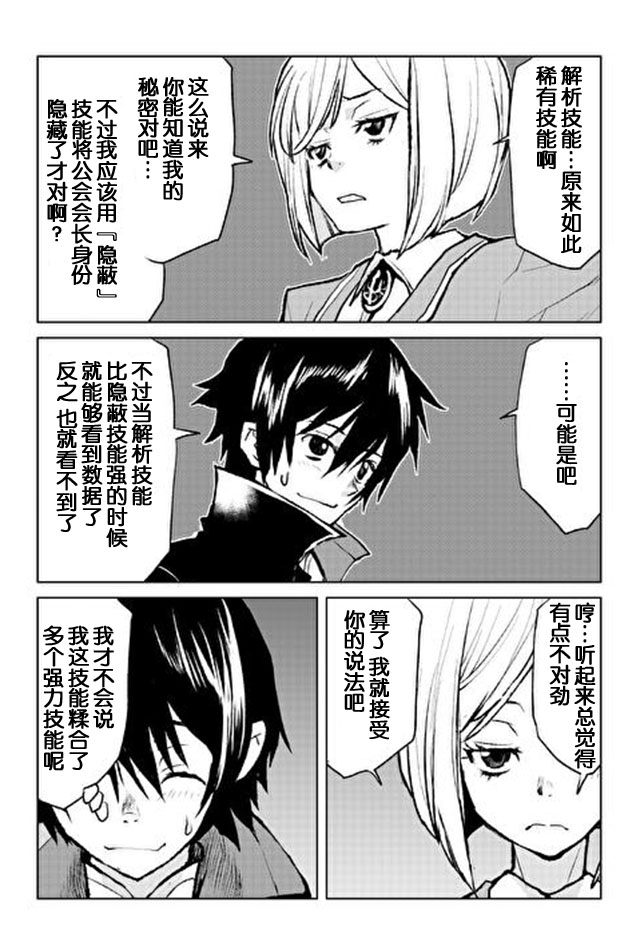 解析技能…原来如此
稀有技能啊
这么说来
你能知道我的
秘密对吧…
不过我应该用『隐蔽』
技能将公会会长身份
隐藏了才对啊？
……可能是吧
不过当解析技能
比隐蔽技能强的时候
就能够看到数据了
反之 也就看不到了
哼…听起来总觉得
有点不对劲
算了 我就接受
你的说法吧
我才不会说
我这技能糅合了
多个强力技能呢